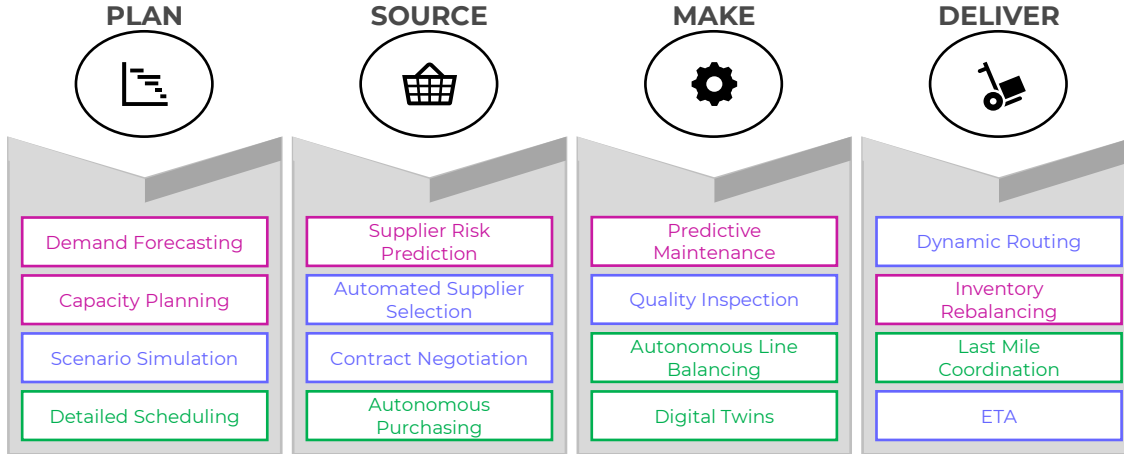 PLAN
SOURCE
MAKE
DELIVER
Demand Forecasting
Capacity Planning
Scenario Simulation
Detailed Scheduling
Supplier Risk
Prediction
Automated Supplier
Selection
Contract Negotiation
Autonomous
Purchasing
Predictive
Maintenance
Quality Inspection
Autonomous Line
Balancing
Digital Twins
Dynamic Routing
Inventory
Rebalancing
Last Mile
Coordination
ETA